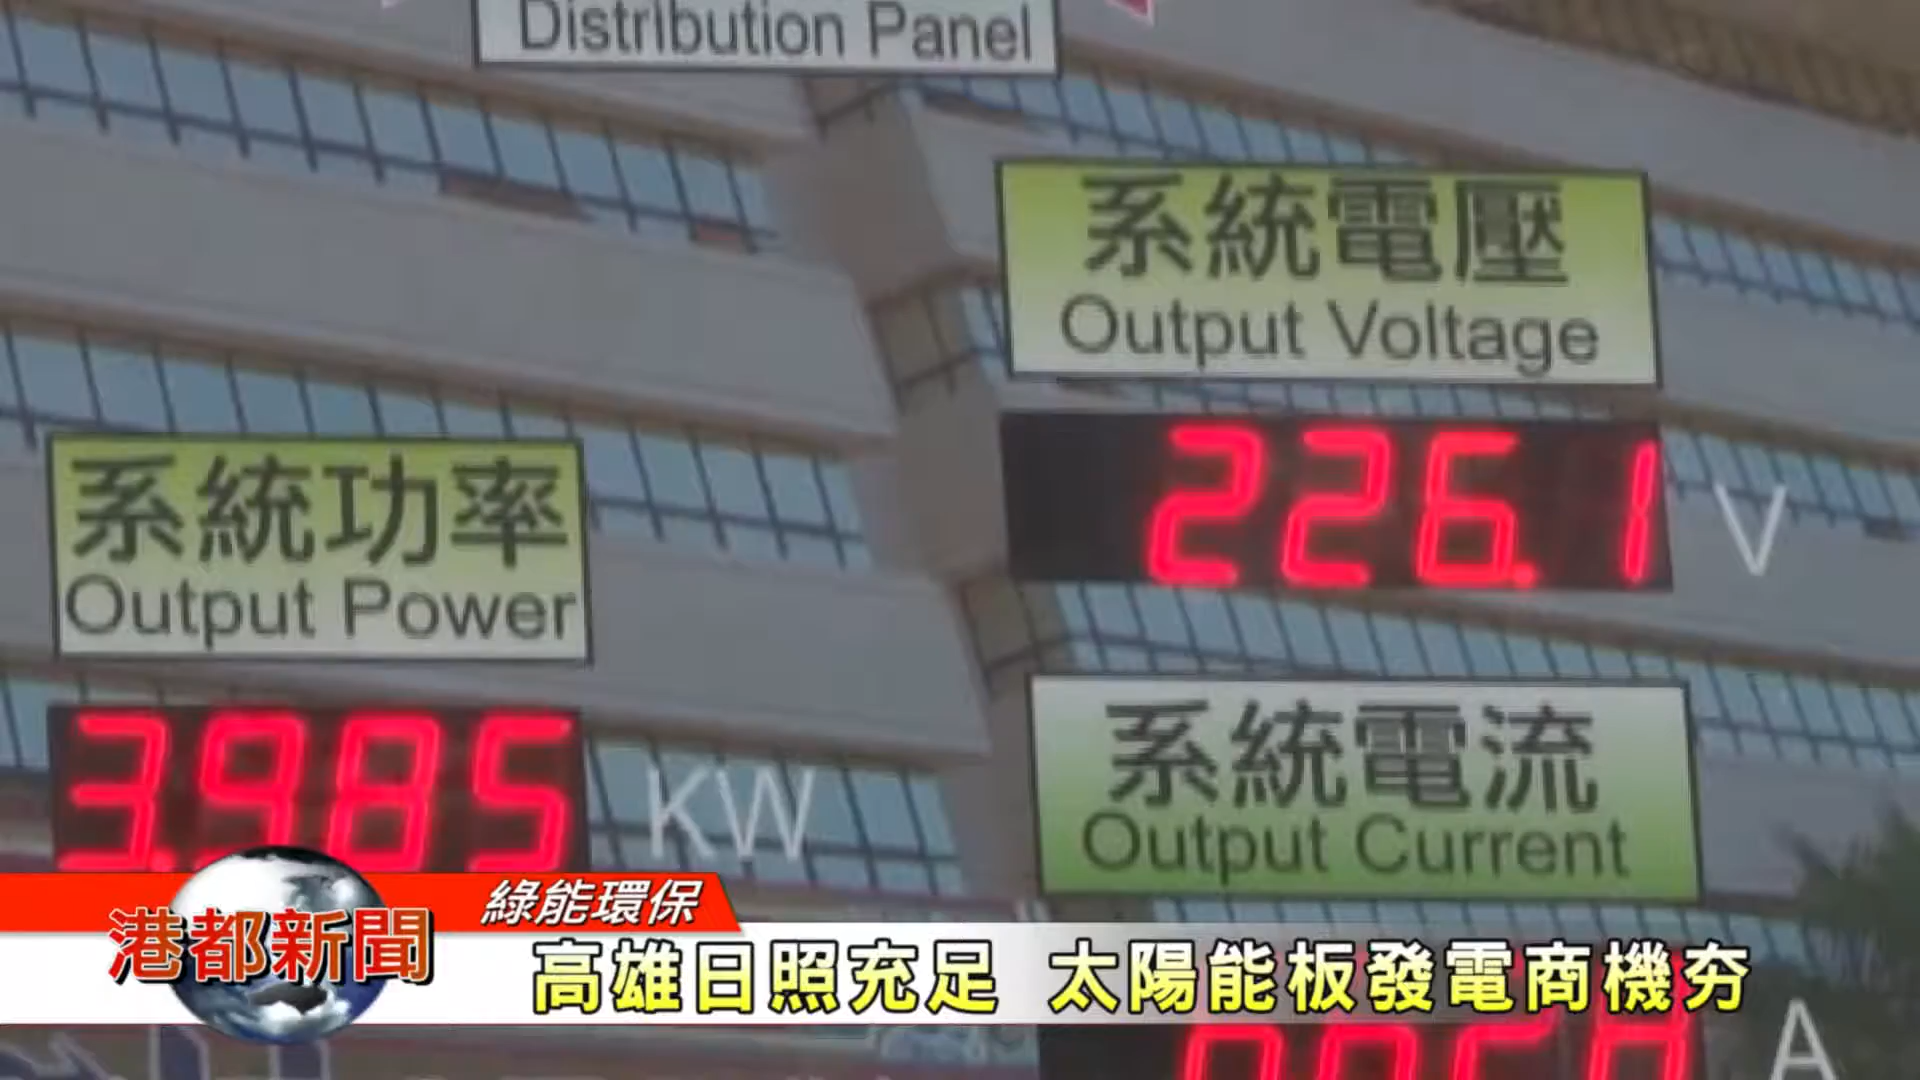 Distribution Panel
系統電壓
Output Voltage
226.1 V
系統功率
Output Power
3.985 KW
系統電流
Output Current
A
綠能環保
港都新聞
高雄日照充足 太陽能板發電商機夯